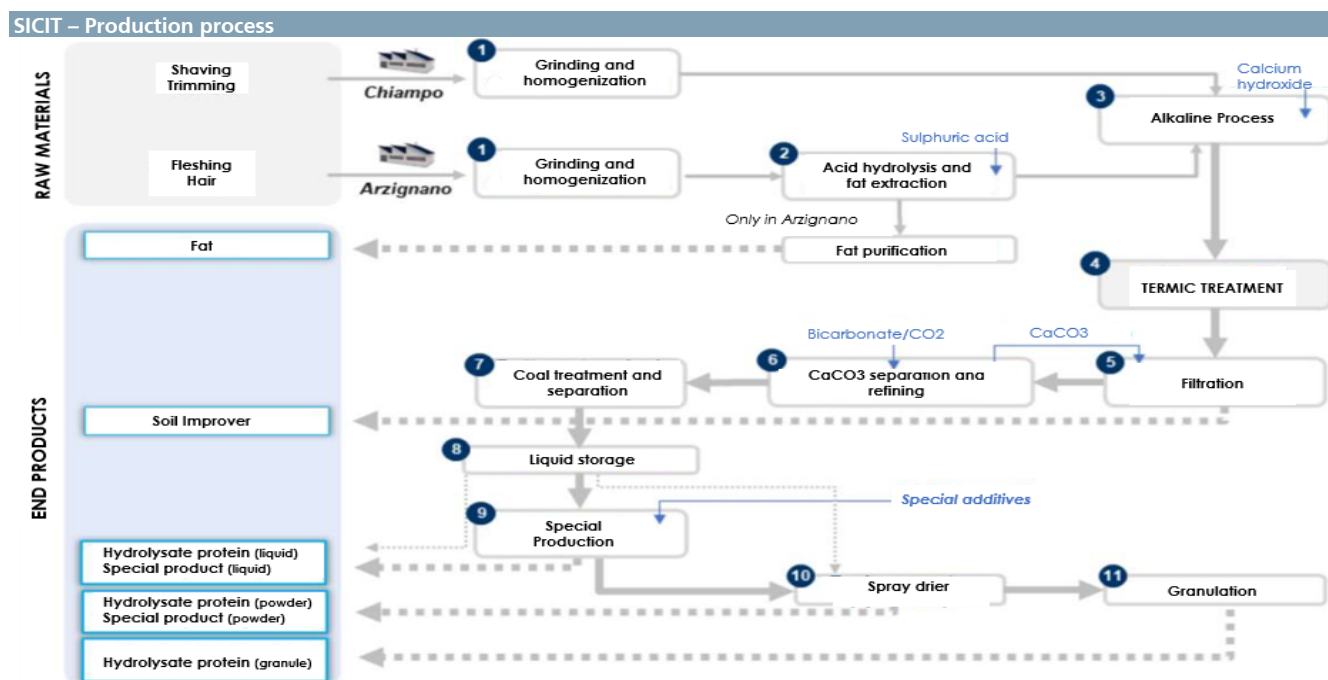 SICIT – Production process
RAW MATERIALS
Shaving
Trimming
Chiampo
1
Grinding and
homogenization
Calcium
hydroxide
3
Alkaline Process
Fleshing
Hair
Arzignano
1
Grinding and
homogenization
Sulphuric acid
2
Acid hydrolysis and
fat extraction
Only in Arzignano
END PRODUCTS
Fat
Fat purification
4
TERMIC TREATMENT
Bicarbonate/CO2
CaCO3
7
Coal treatment and
separation
6
CaCO3 separation and
refining
5
Filtration
Soil Improver
8
Liquid storage
9
Special
Production
Special additives
Hydrolysate protein (liquid)
Special product (liquid)
10
Spray drier
11
Granulation
Hydrolysate protein (powder)
Special product (powder)
Hydrolysate protein (granule)